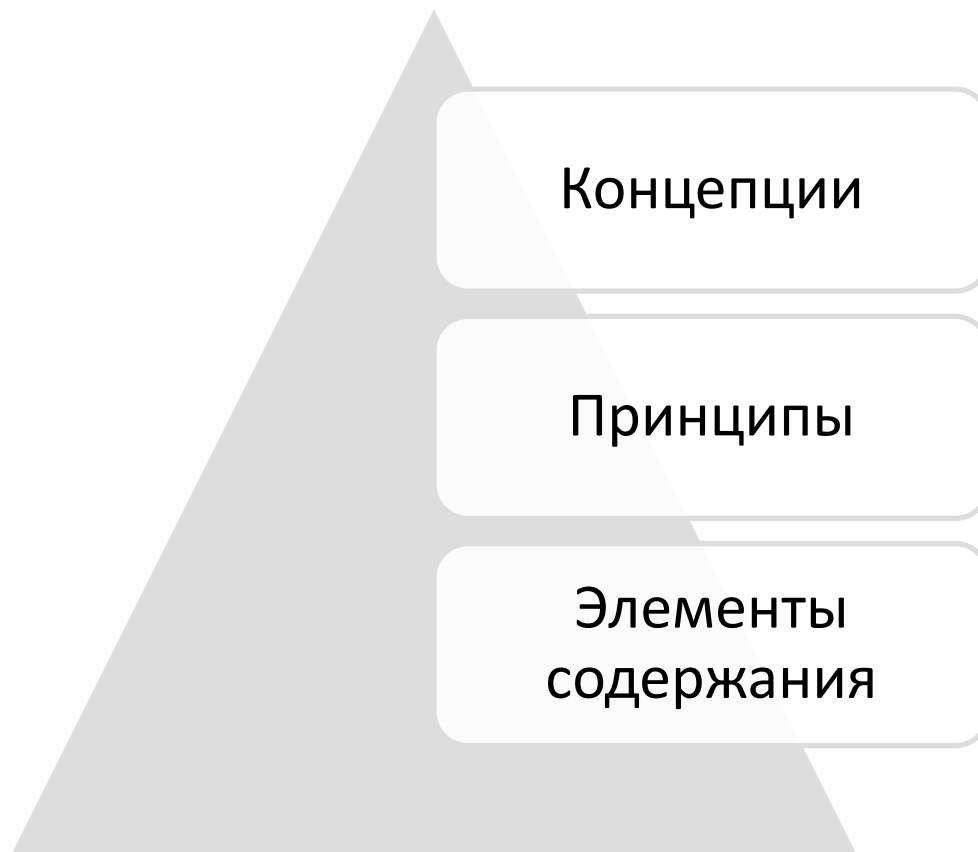 Концепции
Принципы
Элементы
содержания